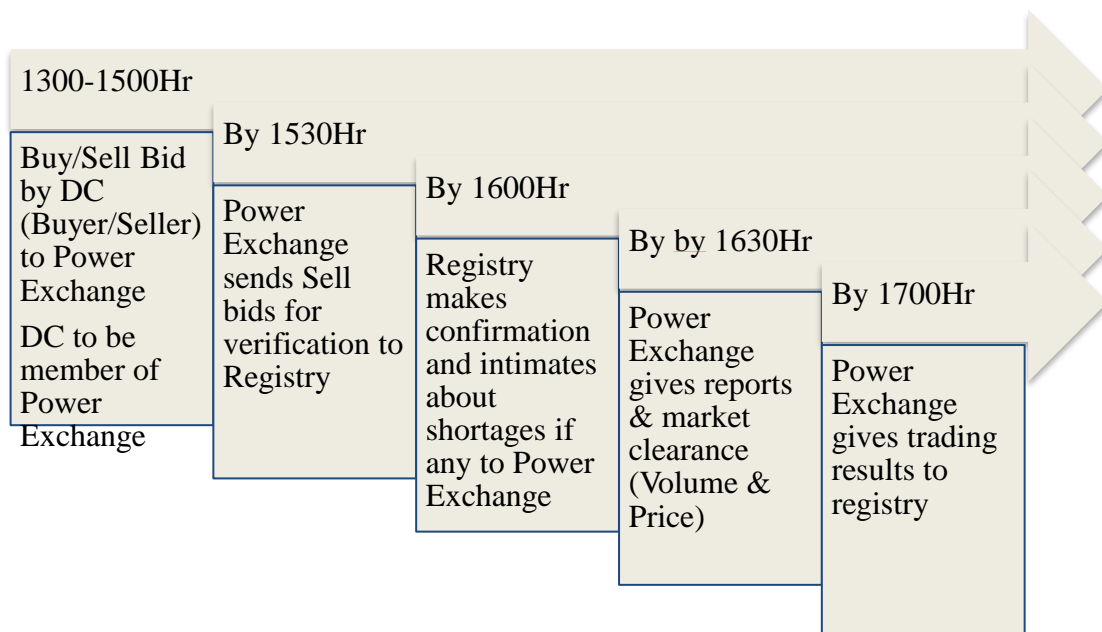 1300-1500Hr
Buy/Sell Bid
by DC
(Buyer/Seller)
to Power
Exchange
DC to be
member of
Power
Exchange
By 1530Hr
Power
Exchange
sends Sell
bids for
verification to
Registry
By 1600Hr
Registry
makes
confirmation
and intimates
about
shortages if
any to Power
Exchange
By by 1630Hr
Power
Exchange
gives reports
& market
clearance
(Volume &
Price)
By 1700Hr
Power
Exchange
gives trading
results to
registry